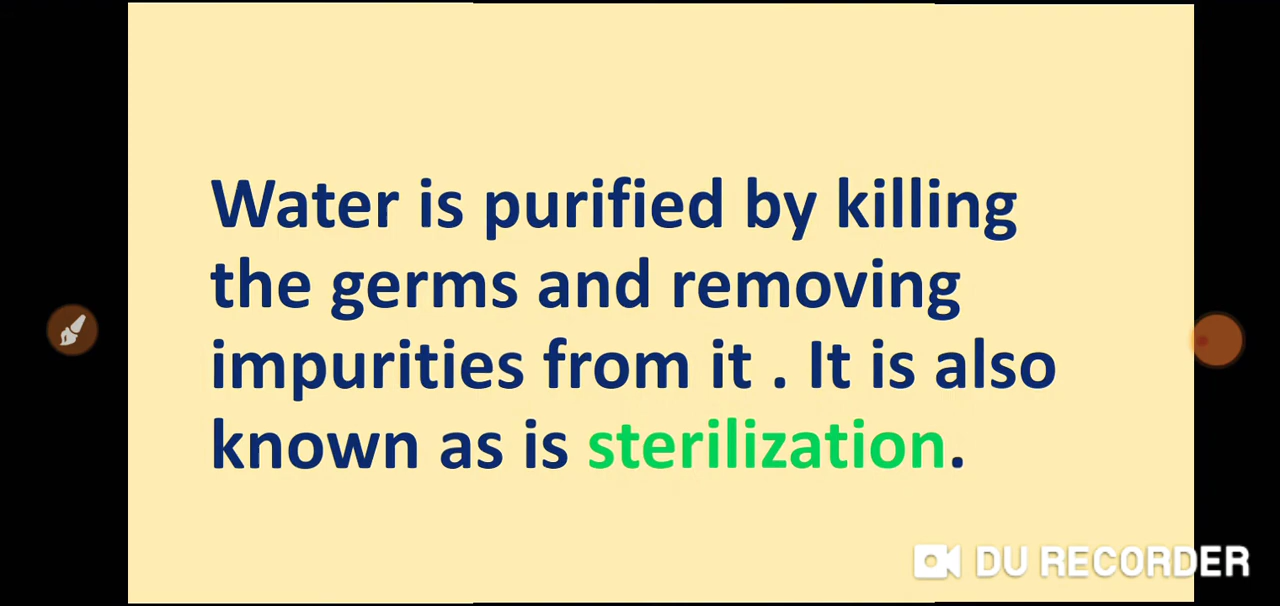 Water is purified by killing
the germs and removing
impurities from it . It is also
known as is sterilization.
DU RECORDER